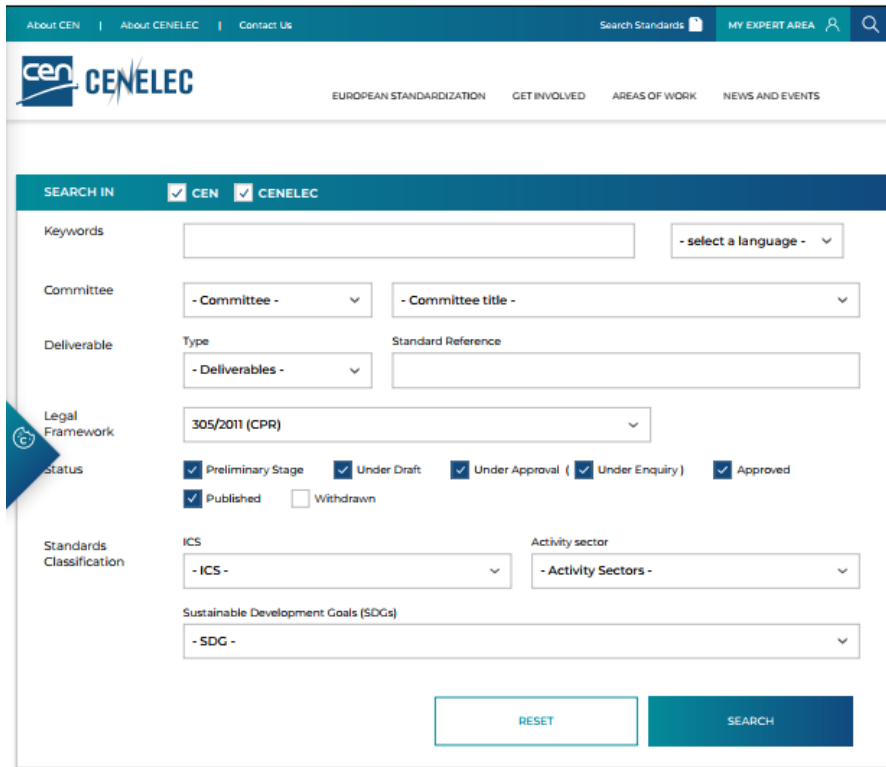 About CEN | About CENELEC | Contact Us Search Standards MY EXPERT AREA
cen CENELEC
EUROPEAN STANDARDIZATION GET INVOLVED AREAS OF WORK NEWS AND EVENTS
SEARCH IN CEN CENELEC
Keywords - select a language -
Committee - Committee - - Committee title -
Deliverable Type Standard Reference
- Deliverables -
Legal
Framework 305/2011 (CPR)
Status Preliminary Stage Under Draft Under Approval ( Under Enquiry ) Approved
Published Withdrawn
Standards
Classification ICS Activity sector
- ICS - - Activity Sectors -
Sustainable Development Goals (SDGs)
- SDG -
RESET SEARCH